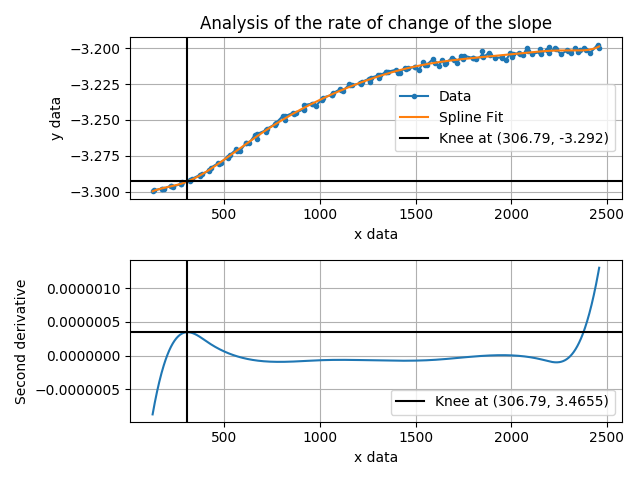 Analysis of the rate of change of the slope
−3.200
−3.225
−3.250
−3.275
−3.300
y data
Data
Spline Fit
Knee at (306.79, -3.292)
500 1000 1500 2000 2500
x data
0.0000010
0.0000005
0.0000000
−0.0000005
Second derivative
Knee at (306.79, 3.4655)
500 1000 1500 2000 2500
x data